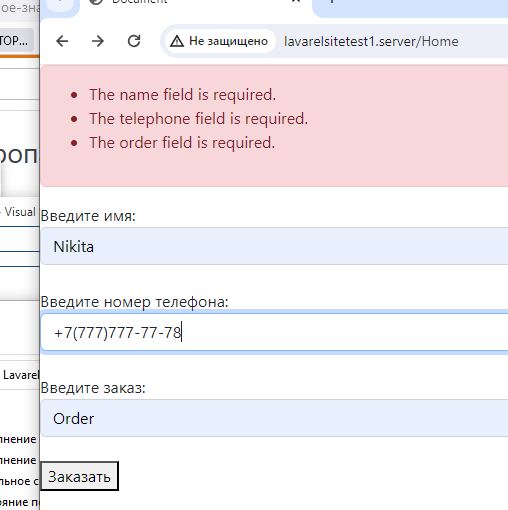 ое-зна
Document
ТОР...
Не защищено
lavarelsitetest1.server/Home
The name field is required.
The telephone field is required.
The order field is required.
роп
- Visual
Введите имя:
Nikita
Введите номер телефона:
+7(777)777-77-78
Lavarel
Введите заказ:
Order
лнение
лнение
льное с
Заказать
яние п